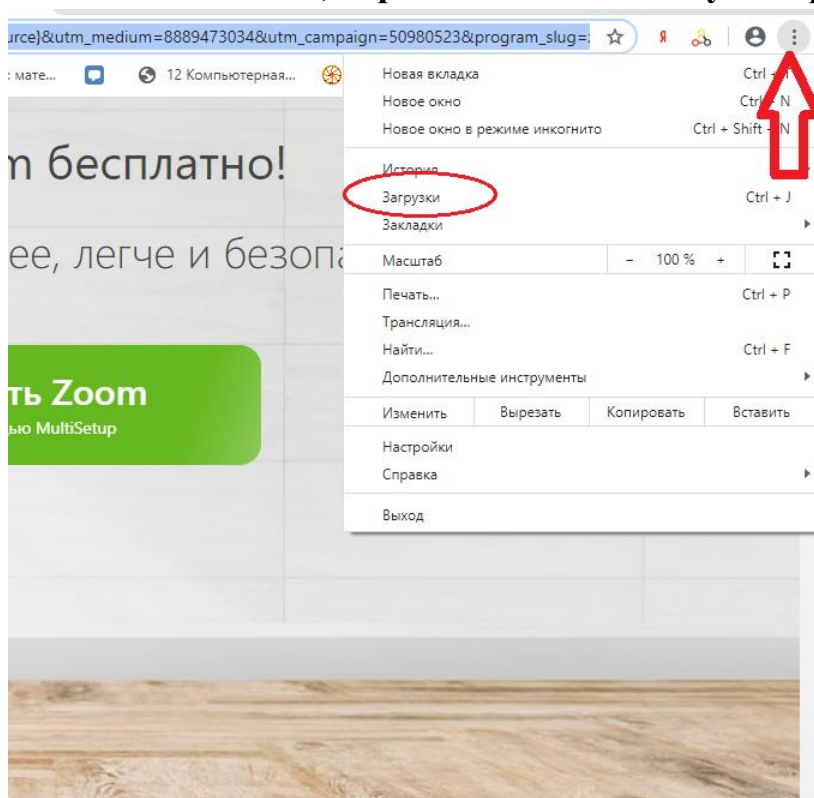 urce}&utm_medium=8889473034&utm_campaign=50980523&program_slug=
Я
: мате...
12 Компьютерная...
m бесплатно!
ее, легче и безопа
ть Zoom
ью MultiSetup
Новая вкладка
Новое окно Ctrl + N
Новое окно в режиме инкогнито Ctrl + Shift + N
История
Загрузки Ctrl + J
Закладки
Масштаб - 100 % +
Печать... Ctrl + P
Трансляция...
Найти... Ctrl + F
Дополнительные инструменты
Изменить Вырезать Копировать Вставить
Настройки
Справка
Выход